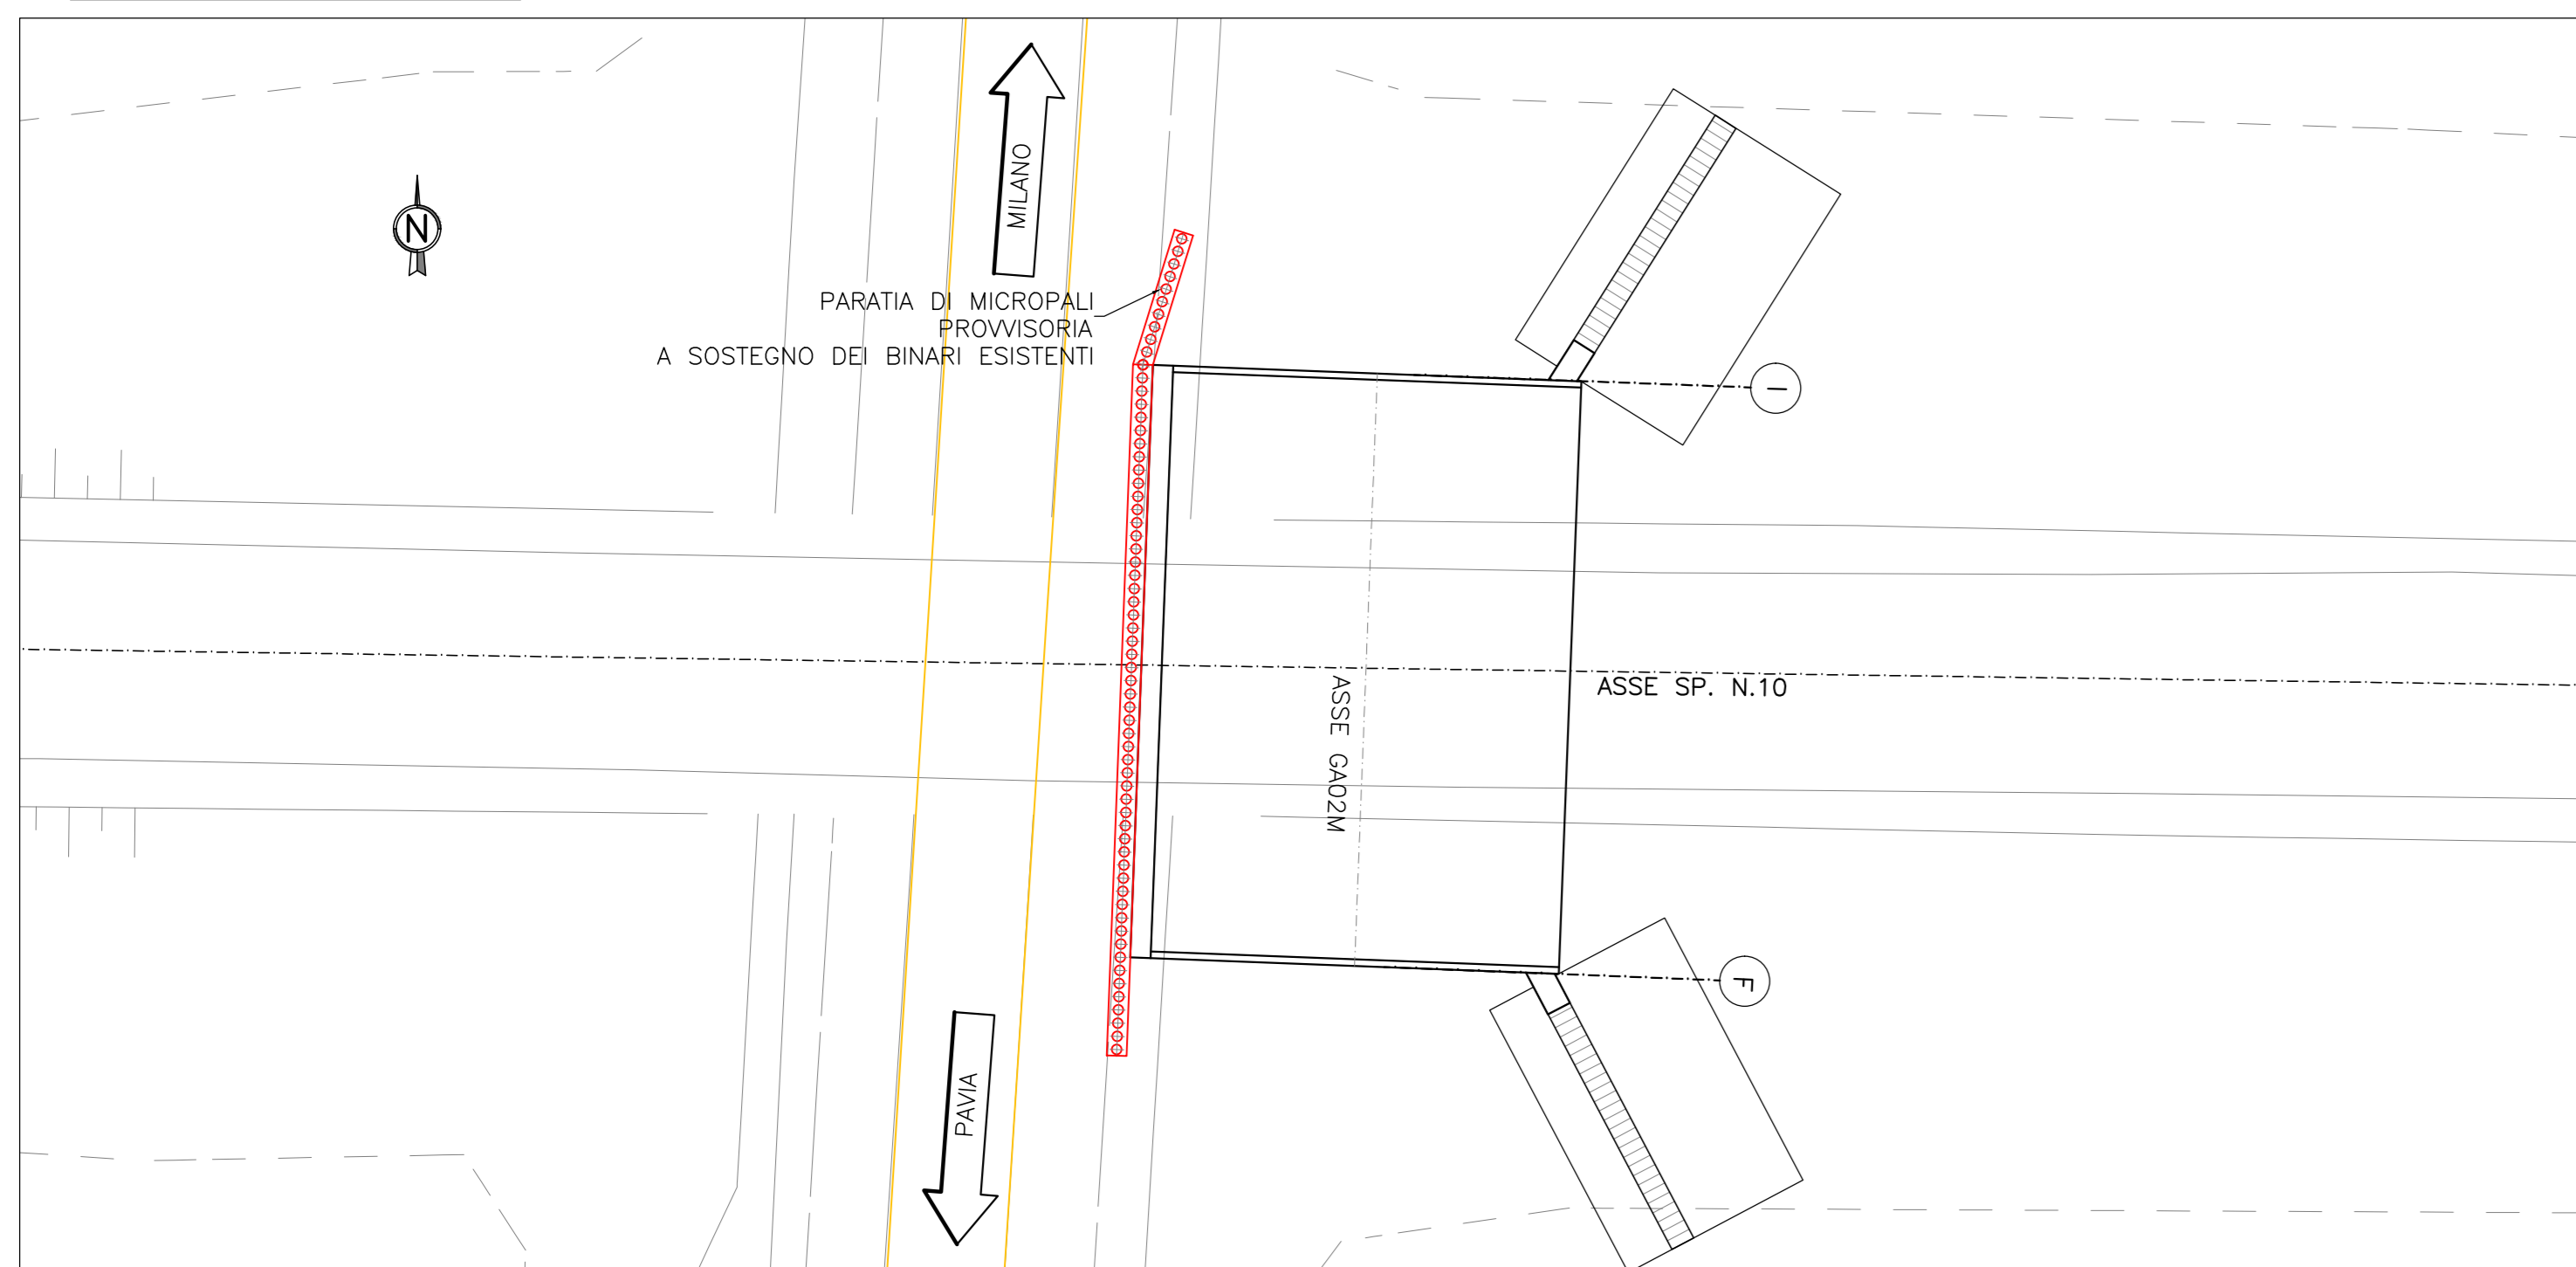 MILANO
N
PARATIA DI MICROPALI
PROVVISORIA
A SOSTEGNO DEI BINARI ESISTENTI
I
ASSE SP. N.10
ASSE GA02M
F
PAVIA